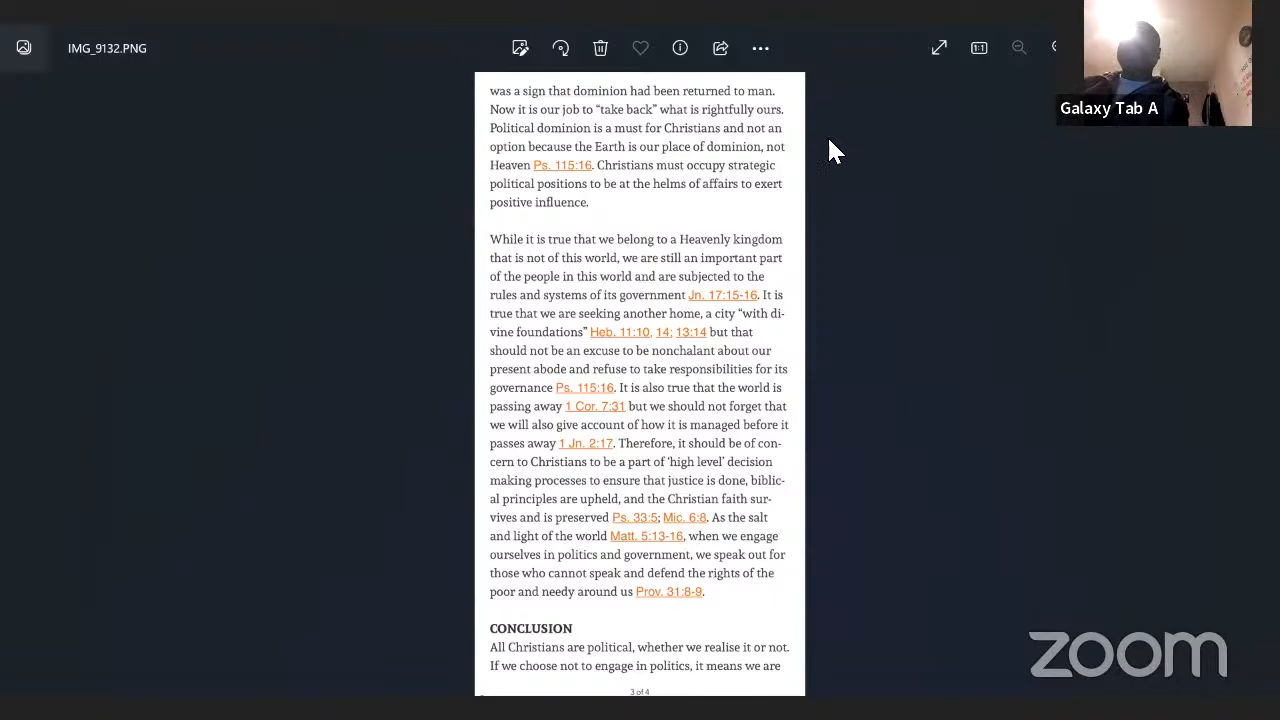 IMG_9132.PNG
1:1
Galaxy Tab A
was a sign that dominion had been returned to man.
Now it is our job to “take back” what is rightfully ours.
Political dominion is a must for Christians and not an
option because the Earth is our place of dominion, not
Heaven Ps. 115:16. Christians must occupy strategic
political positions to be at the helms of affairs to exert
positive influence.
While it is true that we belong to a Heavenly kingdom
that is not of this world, we are still an important part
of the people in this world and are subjected to the
rules and systems of its government Jn. 17:15-16. It is
true that we are seeking another home, a city “with di-
vine foundations” Heb. 11:10, 14; 13:14 but that
should not be an excuse to be nonchalant about our
present abode and refuse to take responsibilities for its
governance Ps. 115:16. It is also true that the world is
passing away 1 Cor. 7:31 but we should not forget that
we will also give account of how it is managed before it
passes away 1 Jn. 2:17. Therefore, it should be of con-
cern to Christians to be a part of ‘high level’ decision
making processes to ensure that justice is done, biblic-
al principles are upheld, and the Christian faith sur-
vives and is preserved Ps. 33:5; Mic. 6:8. As the salt
and light of the world Matt. 5:13-16, when we engage
ourselves in politics and government, we speak out for
those who cannot speak and defend the rights of the
poor and needy around us Prov. 31:8-9.
CONCLUSION
All Christians are political, whether we realise it or not.
If we choose not to engage in politics, it means we are
3 of 4
zoom